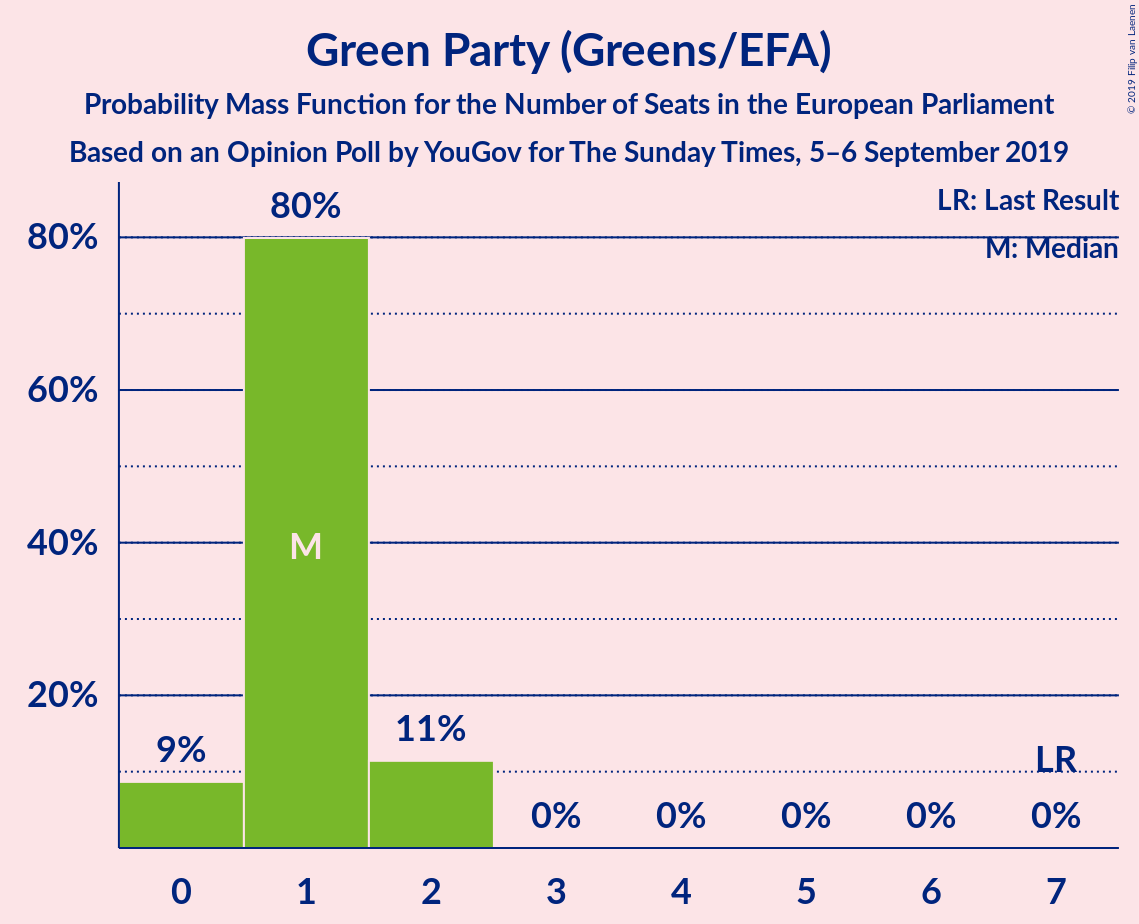 Green Party (Greens/EFA)
Probability Mass Function for the Number of Seats in the European Parliament
Based on an Opinion Poll by YouGov for The Sunday Times, 5–6 September 2019
© 2019 Filip van Laenen
LR: Last Result
M: Median
80%
60%
40%
20%
9%
80%
M
11%
0%
0%
0%
0%
LR
0%
0 1 2 3 4 5 6 7